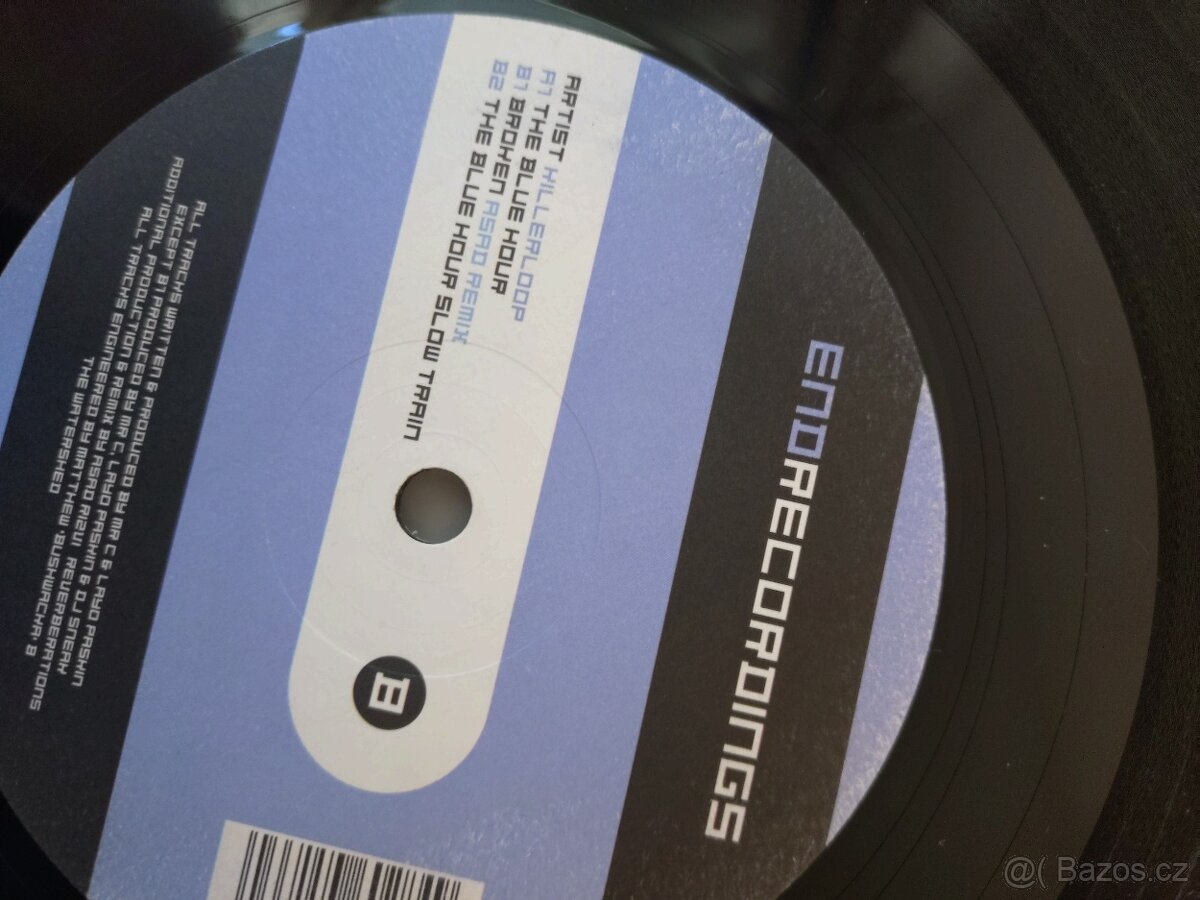 ENDRECORDINGS
ARTIST KILLERLOOP
A1 THE BLUE HOUR
B1 BROKEN ASAD REMIX
B2 THE BLUE HOUR SLOW TRAIN
B
ALL TRACKS WRITTEN & PRODUCED BY MR C & LAYO PASKIN
EXCEPT B1 PRODUCED BY MR C, LAYO PASKIN & DJ SNEAK
ADDITIONAL PRODUCTION & REMIX BY ASAD RIZVI REVERBERATIONS
ALL TRACKS ENGINEERED BY MATTHEW 'BUSHWACKA' B
THE WATERSHED
@( Bazos.cz